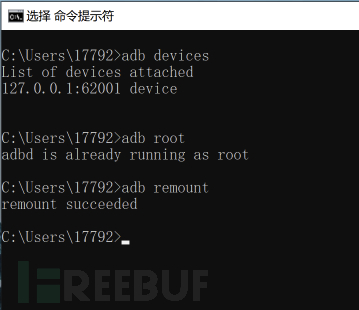 选择 命令提示符
C:\Users\17792>adb devices
List of devices attached
127.0.0.1:62001 device
C:\Users\17792>adb root
adbd is already running as root
C:\Users\17792>adb remount
remount succeeded
C:\Users\17792>
FREEBUF